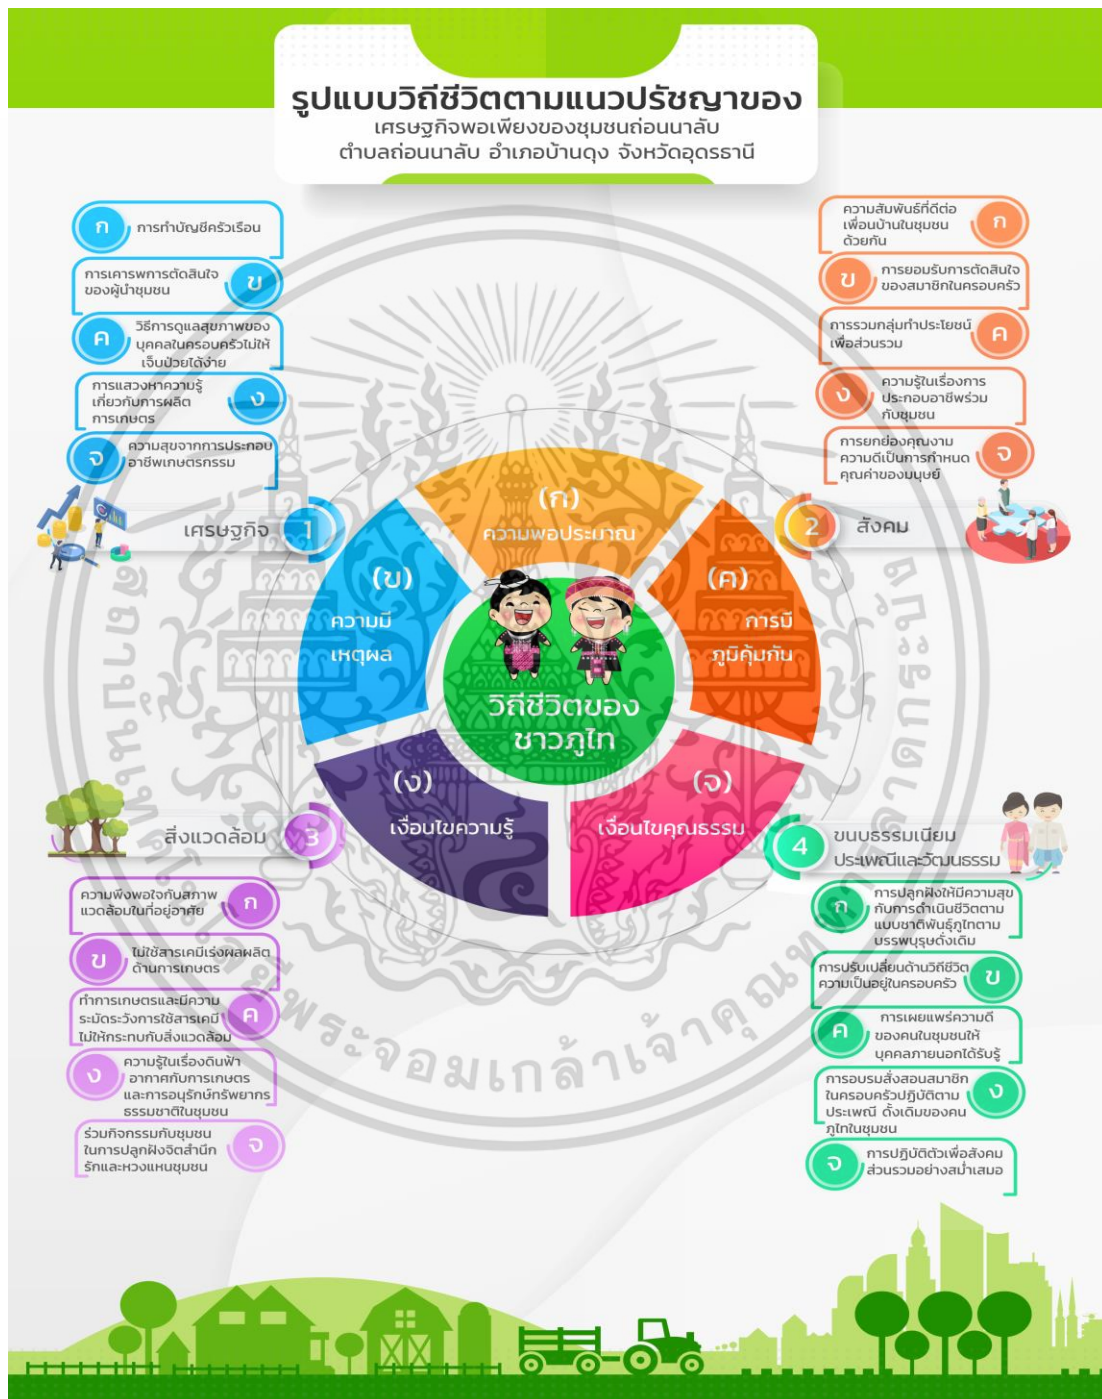 รูปแบบวิถีชีวิตตามแนวปรัชญาของ
เศรษฐกิจพอเพียงของชุมชนถ่อนนาลับ
ตำบลถ่อนนาลับ อำเภอบ้านดุง จังหวัดอุดรธานี
ก
การทำบัญชีครัวเรือน
การเคารพการตัดสินใจ
ของผู้นำชุมชน
ข
ค
วิธีการดูแลสุขภาพของ
บุคคลในครอบครัวไม่ให้
เจ็บป่วยได้ง่าย
การแสวงหาความรู้
เกี่ยวกับการผลิต
การเกษตร
ง
จ
ความสุขจากการประกอบ
อาชีพเกษตรกรรม
เศรษฐกิจ
1
ความสัมพันธ์ที่ดีต่อ
เพื่อนบ้านในชุมชน
ด้วยกัน
ก
ข
การยอมรับการตัดสินใจ
ของสมาชิกในครอบครัว
การรวมกลุ่มทำประโยชน์
เพื่อส่วนรวม
ค
ง
ความรู้ในเรื่องการ
ประกอบอาชีพร่วม
กับชุมชน
การยกย่องคุณงาม
ความดีเป็นการกำหนด
คุณค่าของมนุษย์
จ
2
สังคม
(ก)
ความพอประมาณ
(ข)
ความมี
เหตุผล
(ค)
การมี
ภูมิคุ้มกัน
วิถีชีวิตของ
ชาวภูไท
(ง)
เงื่อนไขความรู้
(จ)
เงื่อนไขคุณธรรม
สิ่งแวดล้อม
3
ความพึงพอใจกับสภาพ
แวดล้อมในที่อยู่อาศัย
ก
ข
ไม่ใช้สารเคมีเร่งผลผลิต
ด้านการเกษตร
ทำการเกษตรและมีความ
ระมัดระวังการใช้สารเคมี
ไม่ให้กระทบกับสิ่งแวดล้อม
ค
ง
ความรู้ในเรื่องดินฟ้า
อากาศกับการเกษตร
และการอนุรักษ์ทรัพยากร
ธรรมชาติในชุมชน
ร่วมกิจกรรมกับชุมชน
ในการปลูกฝังจิตสำนึก
รักและหวงแหนชุมชน
จ
4
ขนบธรรมเนียม
ประเพณีและวัฒนธรรม
ก
การปลูกฝังให้มีความสุข
กับการดำเนินชีวิตตาม
แบบชาติพันธุ์ภูไทตาม
บรรพบุรุษดั่งเดิม
การปรับเปลี่ยนด้านวิถีชีวิต
ความเป็นอยู่ในครอบครัว
ข
ค
การเผยแพร่ความดี
ของคนในชุมชนให้
บุคคลภายนอกได้รับรู้
การอบรมสั่งสอนสมาชิก
ในครอบครัวปฏิบัติตาม
ประเพณี ดั้งเดิมของคน
ภูไทในชุมชน
ง
จ
การปฏิบัติตัวเพื่อสังคม
ส่วนรวมอย่างสม่ำเสมอ
สถาบันเทคโนโลยีพระจอมเกล้าเจ้าคุณทหารลาดกระบัง